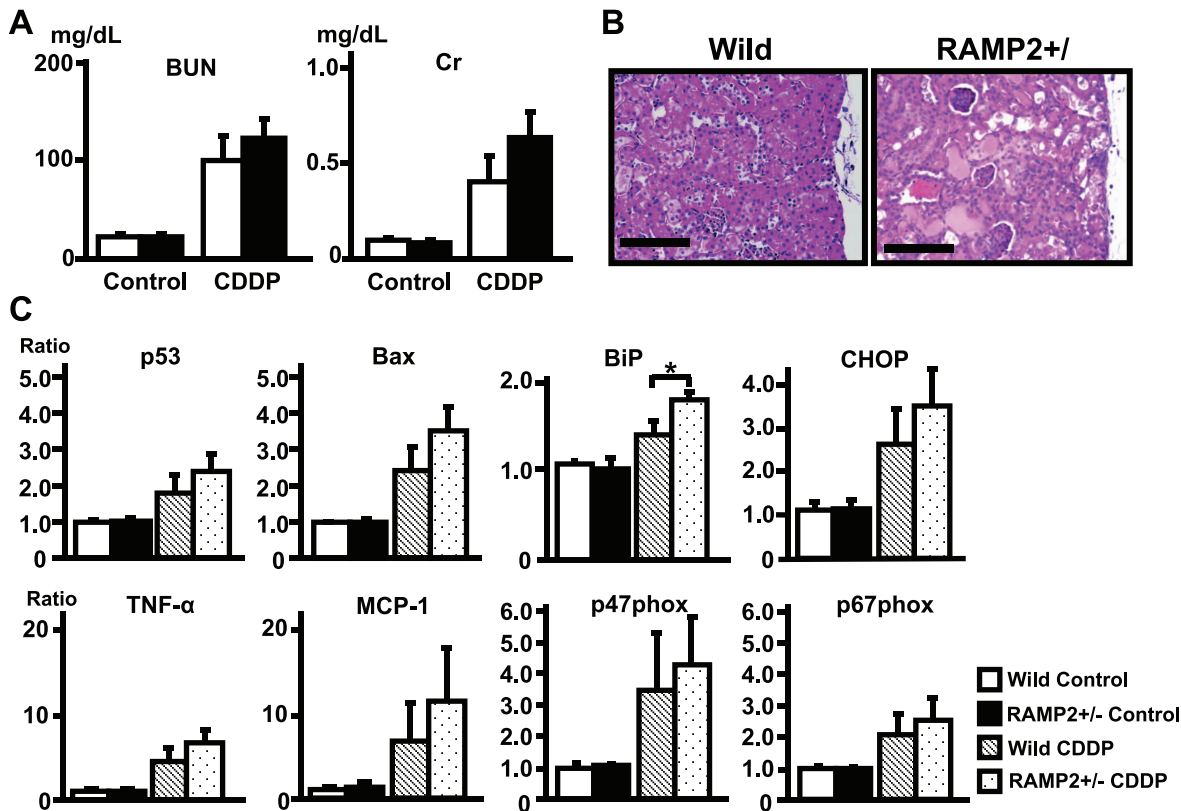 A
mg/dL
BUN
200
100
0
Control
CDDP
mg/dL
Cr
1.0
0.5
0
Control
CDDP
B
Wild
RAMP2+/
C
Ratio
p53
5.0
4.0
3.0
2.0
1.0
0
Bax
5.0
4.0
3.0
2.0
1.0
0
BiP
2.0
1.0
0
*
CHOP
4.0
3.0
2.0
1.0
0
Ratio
TNF-α
20
10
0
MCP-1
20
10
0
p47phox
6.0
5.0
4.0
3.0
2.0
1.0
0
p67phox
6.0
5.0
4.0
3.0
2.0
1.0
0
Wild Control
RAMP2+/- Control
Wild CDDP
RAMP2+/- CDDP